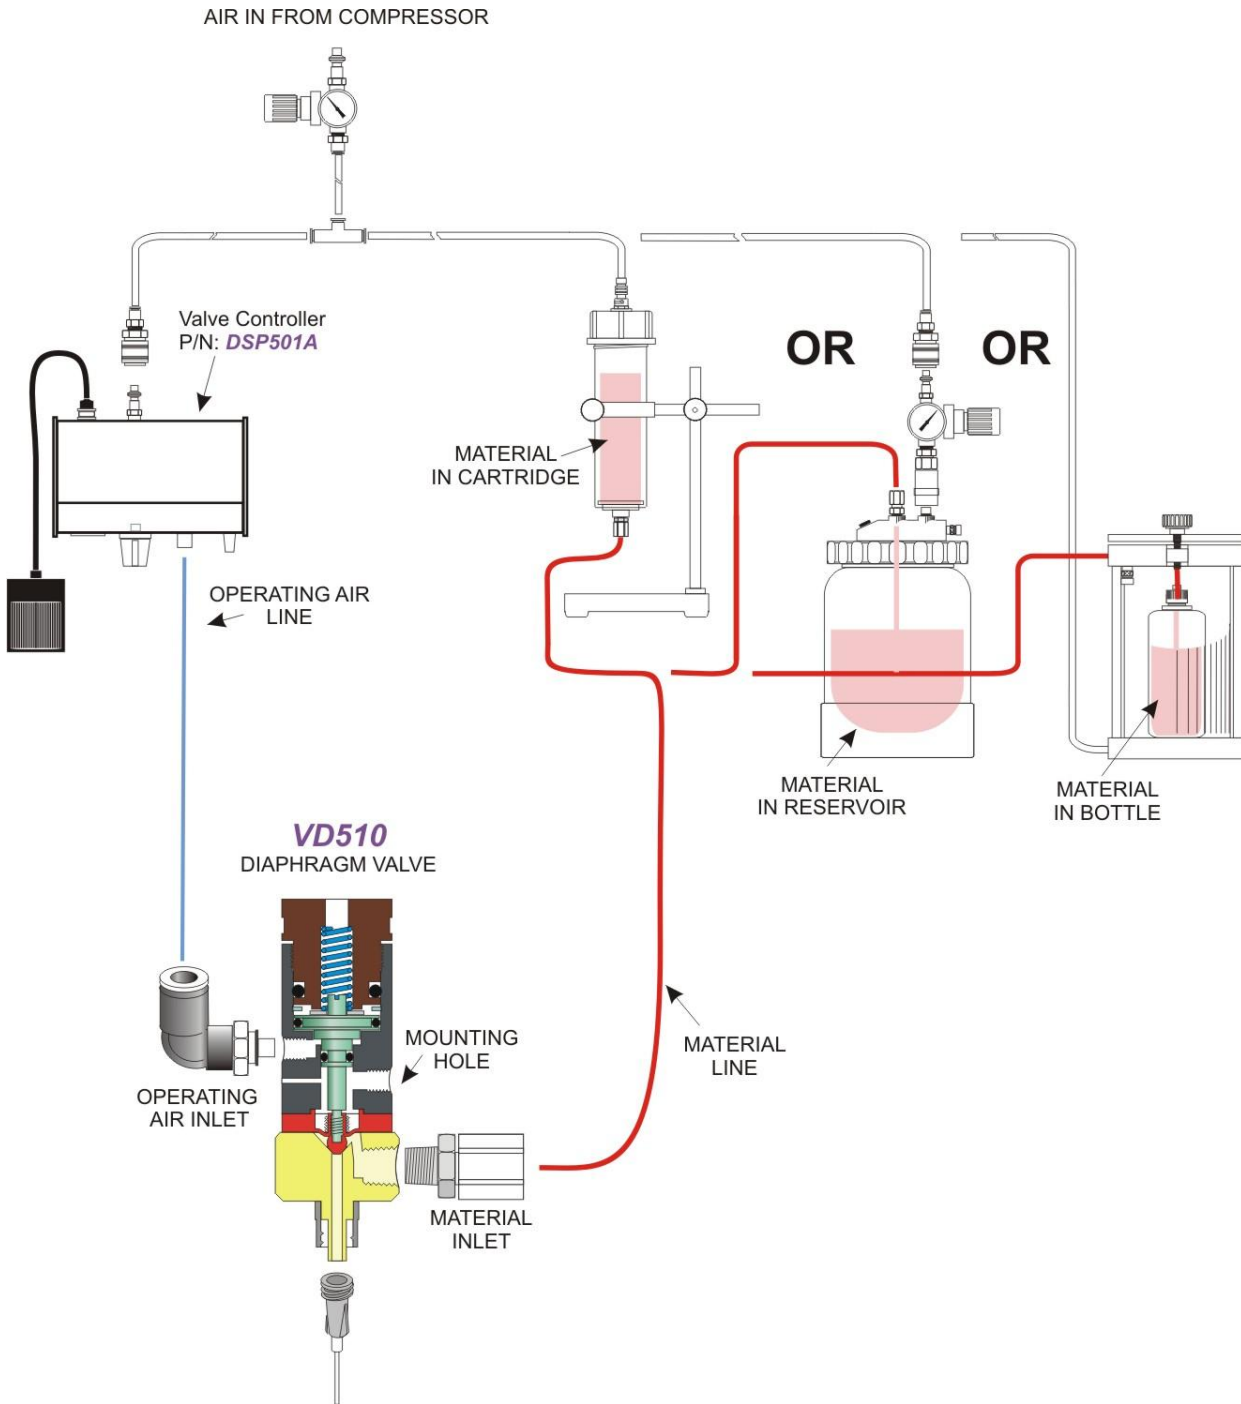 AIR IN FROM COMPRESSOR
Valve Controller
P/N: DSP501A
OR
OR
MATERIAL
IN CARTRIDGE
OPERATING AIR
LINE
MATERIAL
IN RESERVOIR
MATERIAL
IN BOTTLE
VD510
DIAPHRAGM VALVE
MOUNTING
HOLE
MATERIAL
LINE
OPERATING
AIR INLET
MATERIAL
INLET